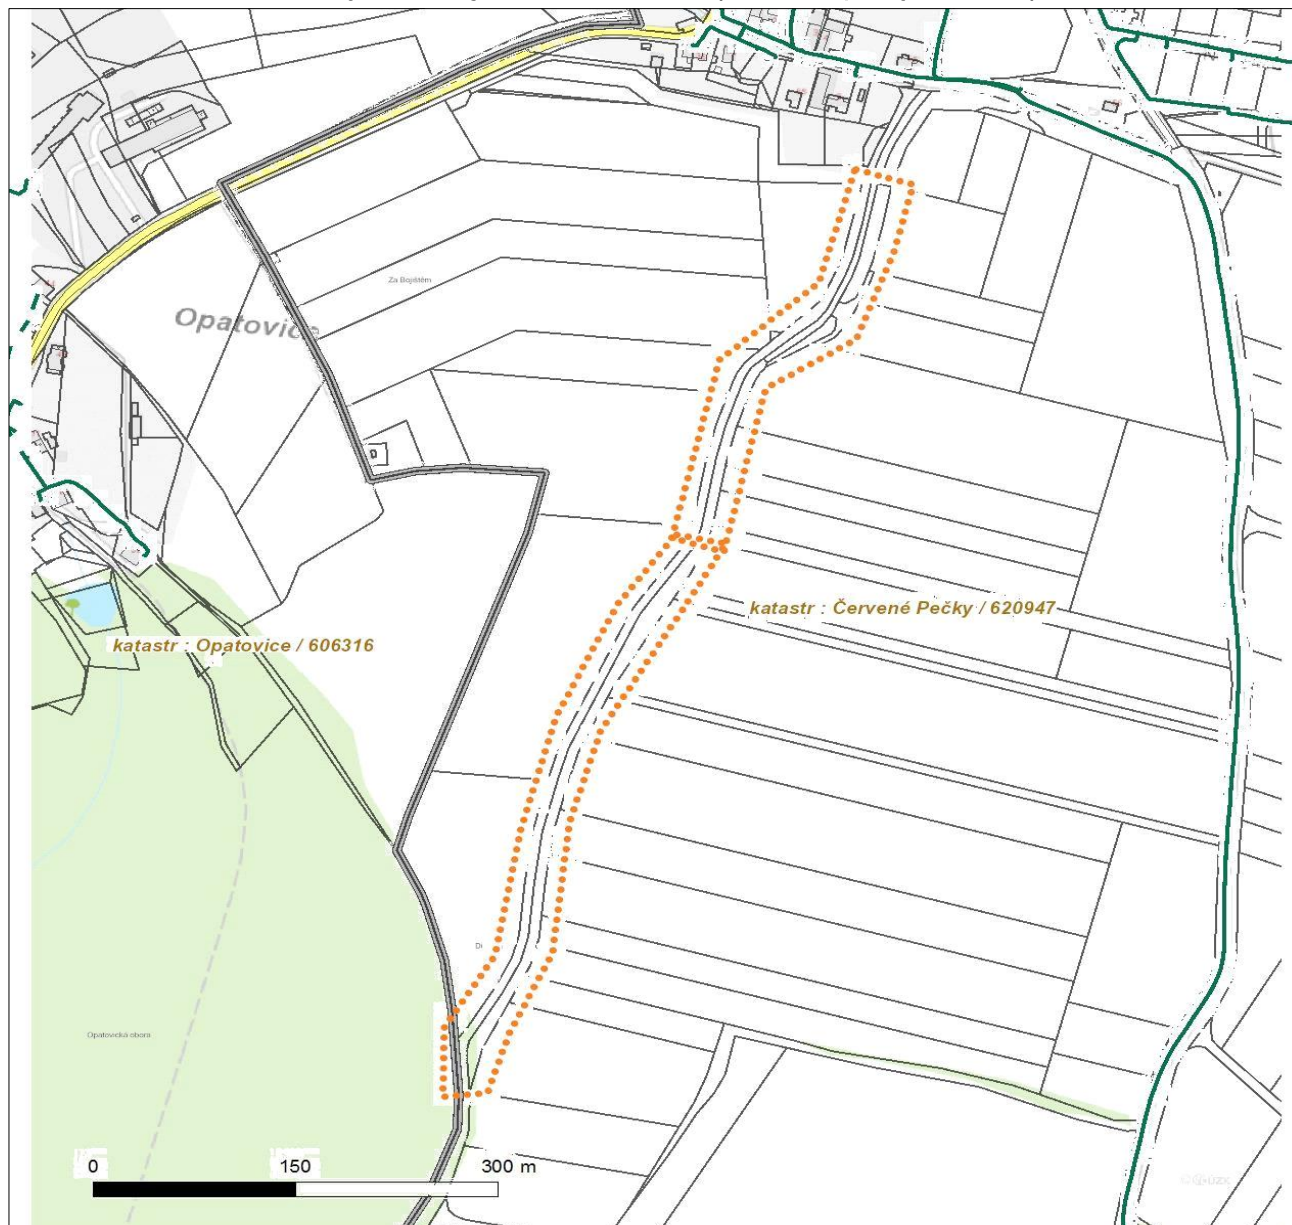 Za Bojištěm
Opatovice
katastr : Červené Pečky / 620947
katastr : Opatovice / 606316
Opatovická obora
0 150 300 m